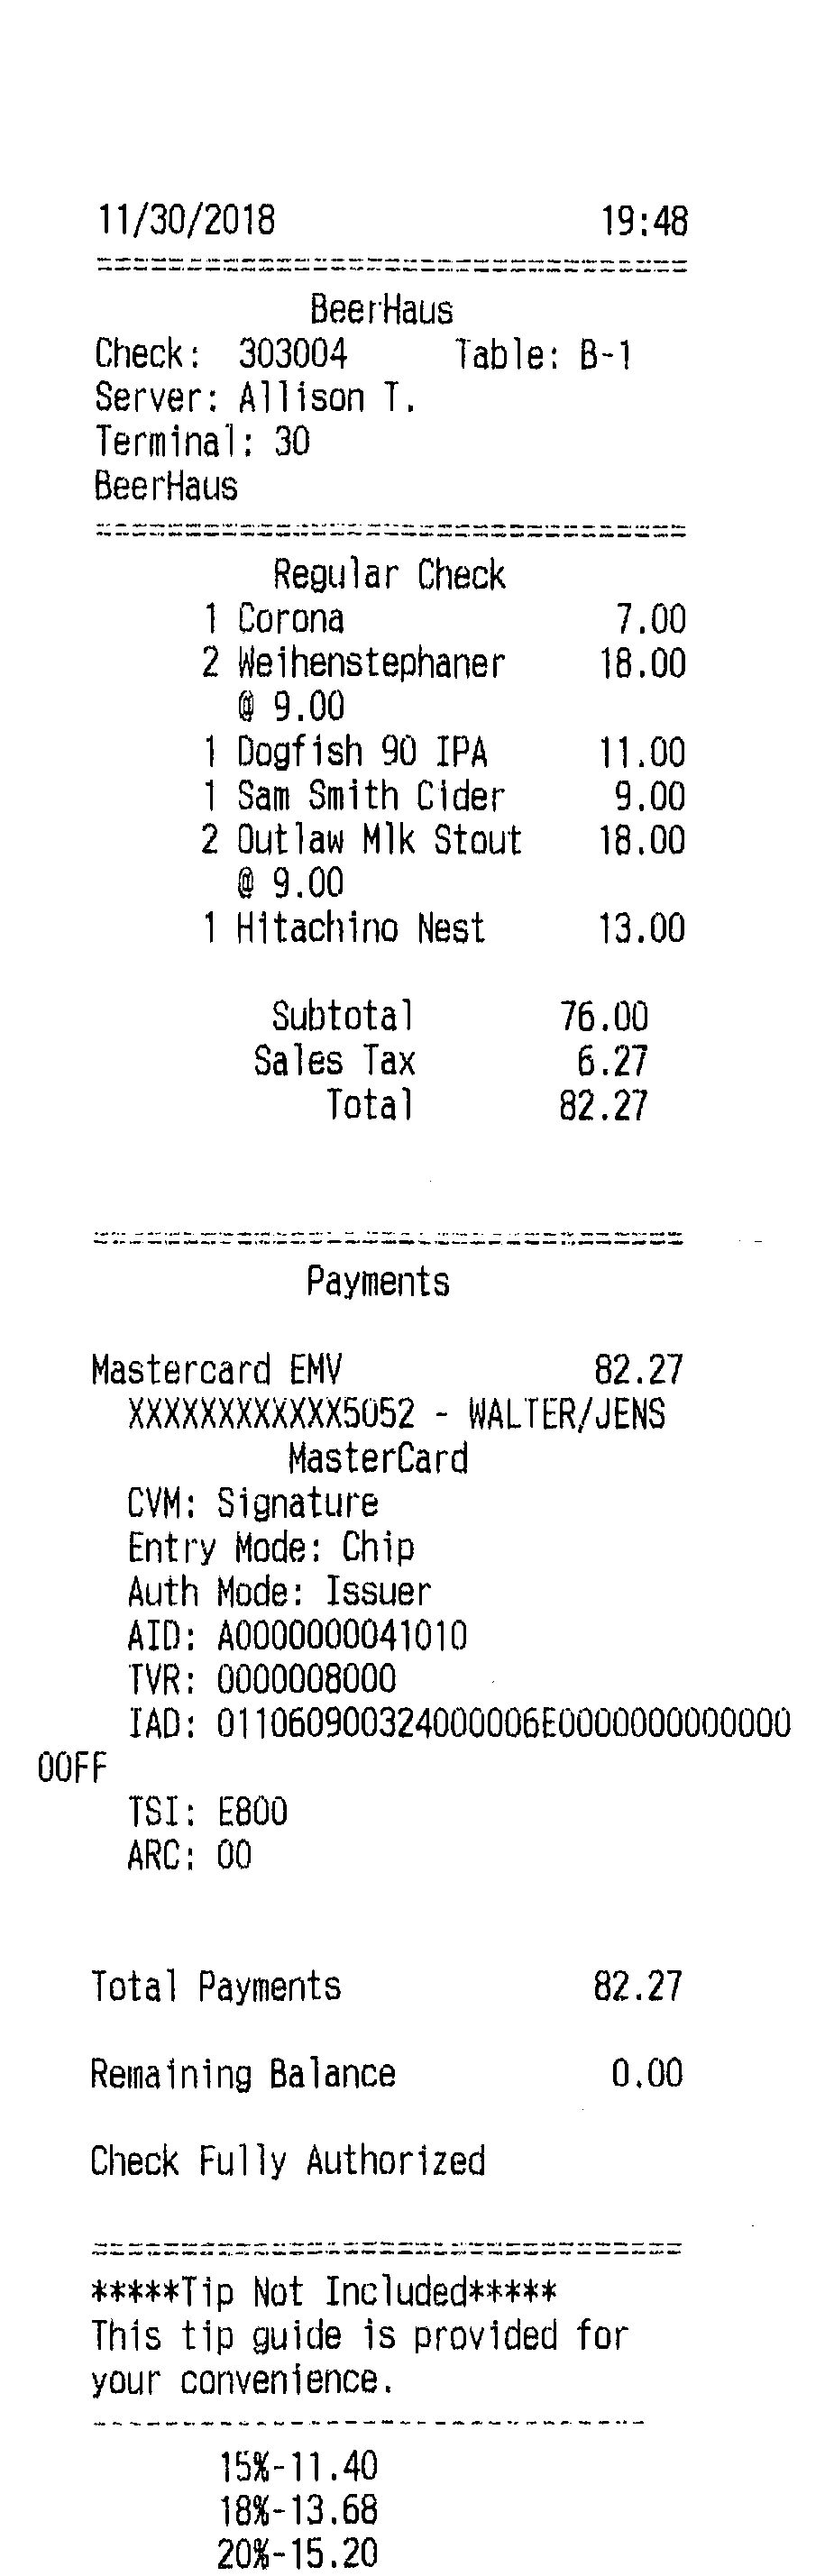 11/30/2018 19:48
================================
BeerHaus
Check: 303004 Table: B-1
Server: Allison T.
Terminal: 30
BeerHaus
================================
Regular Check
1 Corona 7.00
2 Weihenstephaner 18.00
@ 9.00
1 Dogfish 90 IPA 11.00
1 Sam Smith Cider 9.00
2 Outlaw Mlk Stout 18.00
@ 9.00
1 Hitachino Nest 13.00
Subtotal 76.00
Sales Tax 6.27
Total 82.27
================================
Payments
Mastercard EMV 82.27
XXXXXXXXXXXX5052 - WALTER/JENS
MasterCard
CVM: Signature
Entry Mode: Chip
Auth Mode: Issuer
AID: A0000000041010
TVR: 0000008000
IAD: 0110609003240000006E0000000000000
00FF
TSI: E800
ARC: 00
Total Payments 82.27
Remaining Balance 0.00
Check Fully Authorized
================================
*****Tip Not Included*****
This tip guide is provided for
your convenience.
-------------------------------
15%-11.40
18%-13.68
20%-15.20